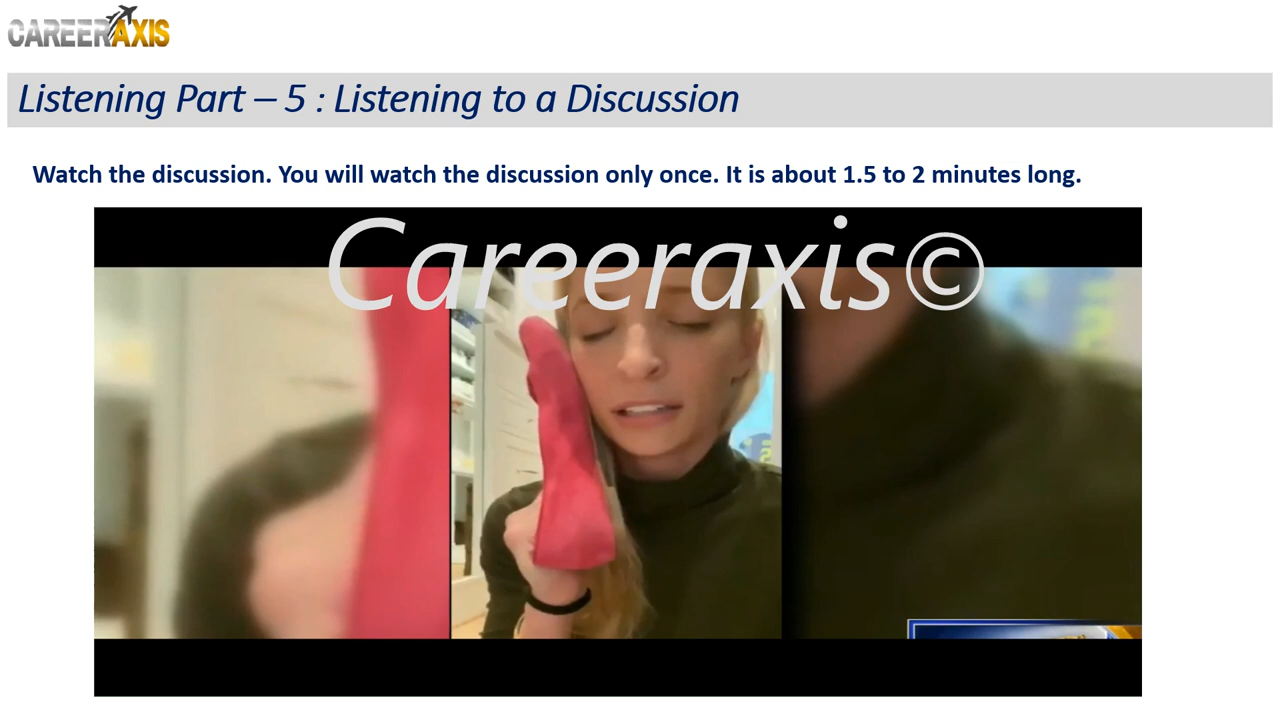 CAREERAXIS
Listening Part – 5 : Listening to a Discussion
Watch the discussion. You will watch the discussion only once. It is about 1.5 to 2 minutes long.
Careeraxis©